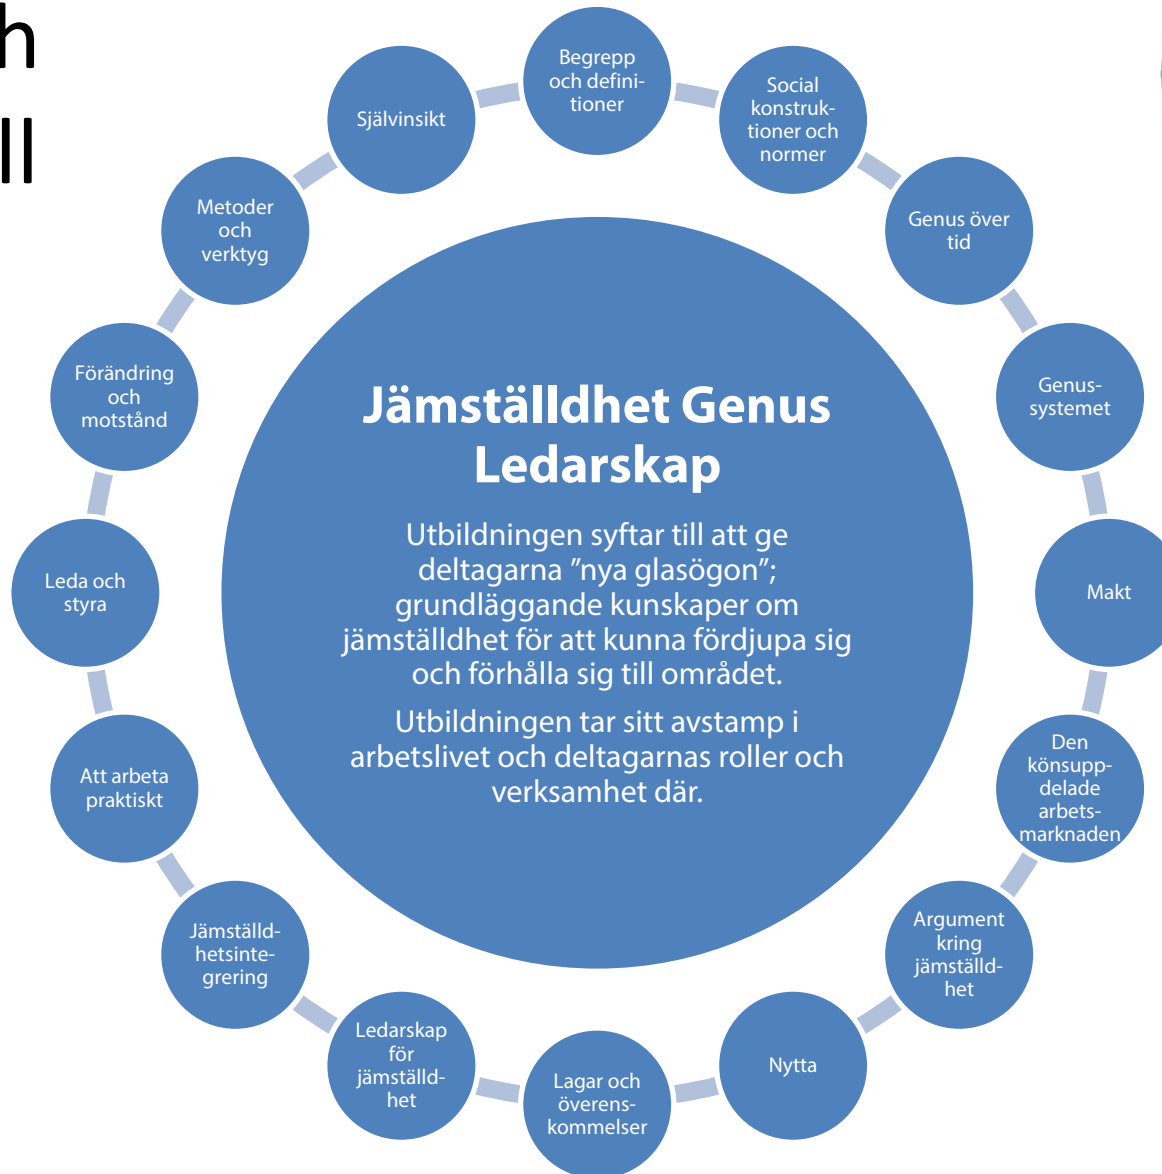 h
ll
Begrepp
och defini-
tioner
Social
konstruk-
tioner och
normer
Genus över
tid
Genus-
systemet
Makt
Den
könsupp-
delade
arbets-
marknaden
Argument
kring
jämställd-
het
Nytta
Lagar och
överens-
kommelser
Ledarskap
för
jämställd-
het
Jämställd-
hetsinte-
grering
Att arbeta
praktiskt
Leda och
styra
Förändring
och
motstånd
Metoder
och
verktyg
Självinsikt
Jämställdhet Genus
Ledarskap
Utbildningen syftar till att ge
deltagarna ”nya glasögon”;
grundläggande kunskaper om
jämställdhet för att kunna fördjupa sig
och förhålla sig till området.
Utbildningen tar sitt avstamp i
arbetslivet och deltagarnas roller och
verksamhet där.